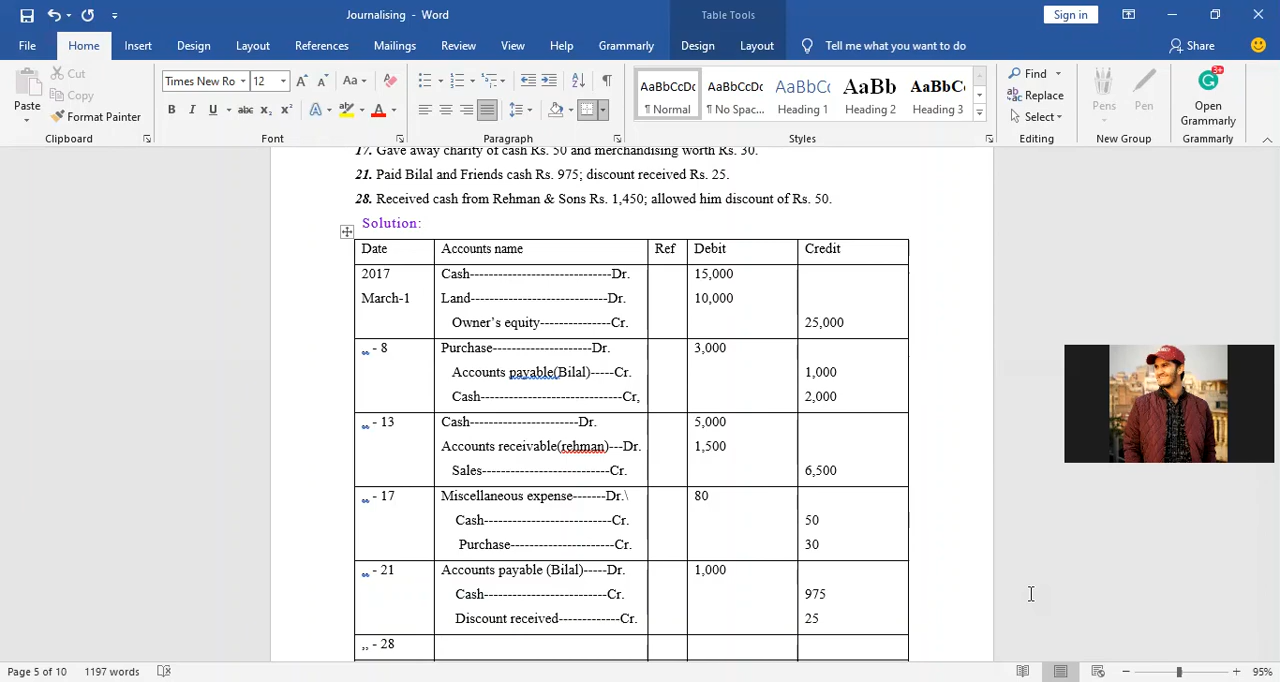 Journalising - Word
Table Tools
Sign in
File Home Insert Design Layout References Mailings Review View Help Grammarly Design Layout Tell me what you want to do Share
Paste
Cut
Copy
Format Painter
Clipboard
Times New Ro 12
Aa
B I U abc x₂ x² A ab A
Font
Paragraph
AaBbCcDc AaBbCcDc AaBbCc AaBb AaBbCc
¶ Normal ¶ No Spac... Heading 1 Heading 2 Heading 3
Styles
Find
Replace
Select
Editing
Pens Pen
New Group
3+
Open
Grammarly
Grammarly
17. Gave away charity of cash Rs. 50 and merchandising worth Rs. 30.
21. Paid Bilal and Friends cash Rs. 975; discount received Rs. 25.
28. Received cash from Rehman & Sons Rs. 1,450; allowed him discount of Rs. 50.
Solution:
Date Accounts name Ref Debit Credit
2017 Cash------------------------------Dr. 15,000
March-1 Land-----------------------------Dr. 10,000
Owner's equity---------------Cr. 25,000
,, - 8 Purchase---------------------Dr. 3,000
Accounts payable(Bilal)-----Cr. 1,000
Cash------------------------------Cr, 2,000
,, - 13 Cash-----------------------Dr. 5,000
Accounts receivable(rehman)---Dr. 1,500
Sales---------------------------Cr. 6,500
,, - 17 Miscellaneous expense-------Dr.\ 80
Cash---------------------------Cr. 50
Purchase----------------------Cr. 30
,, - 21 Accounts payable (Bilal)-----Dr. 1,000
Cash---------------------------Cr. 975
Discount received-------------Cr. 25
,, - 28
Page 5 of 10 1197 words 95%